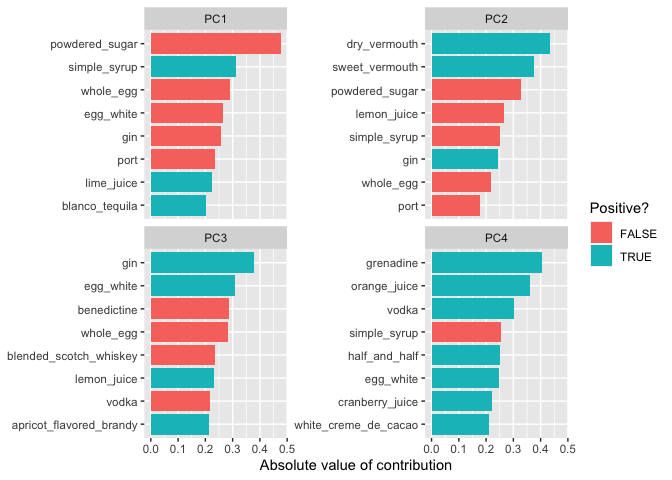 PC1
powdered_sugar
simple_syrup
whole_egg
egg_white
gin
port
lime_juice
blanco_tequila
PC2
dry_vermouth
sweet_vermouth
powdered_sugar
lemon_juice
simple_syrup
gin
whole_egg
port
PC3
gin
egg_white
benedictine
whole_egg
blended_scotch_whiskey
lemon_juice
vodka
apricot_flavored_brandy
0.0 0.1 0.2 0.3 0.4 0.5
PC4
grenadine
orange_juice
vodka
simple_syrup
half_and_half
egg_white
cranberry_juice
white_creme_de_cacao
0.0 0.1 0.2 0.3 0.4 0.5
Absolute value of contribution
Positive?
FALSE
TRUE